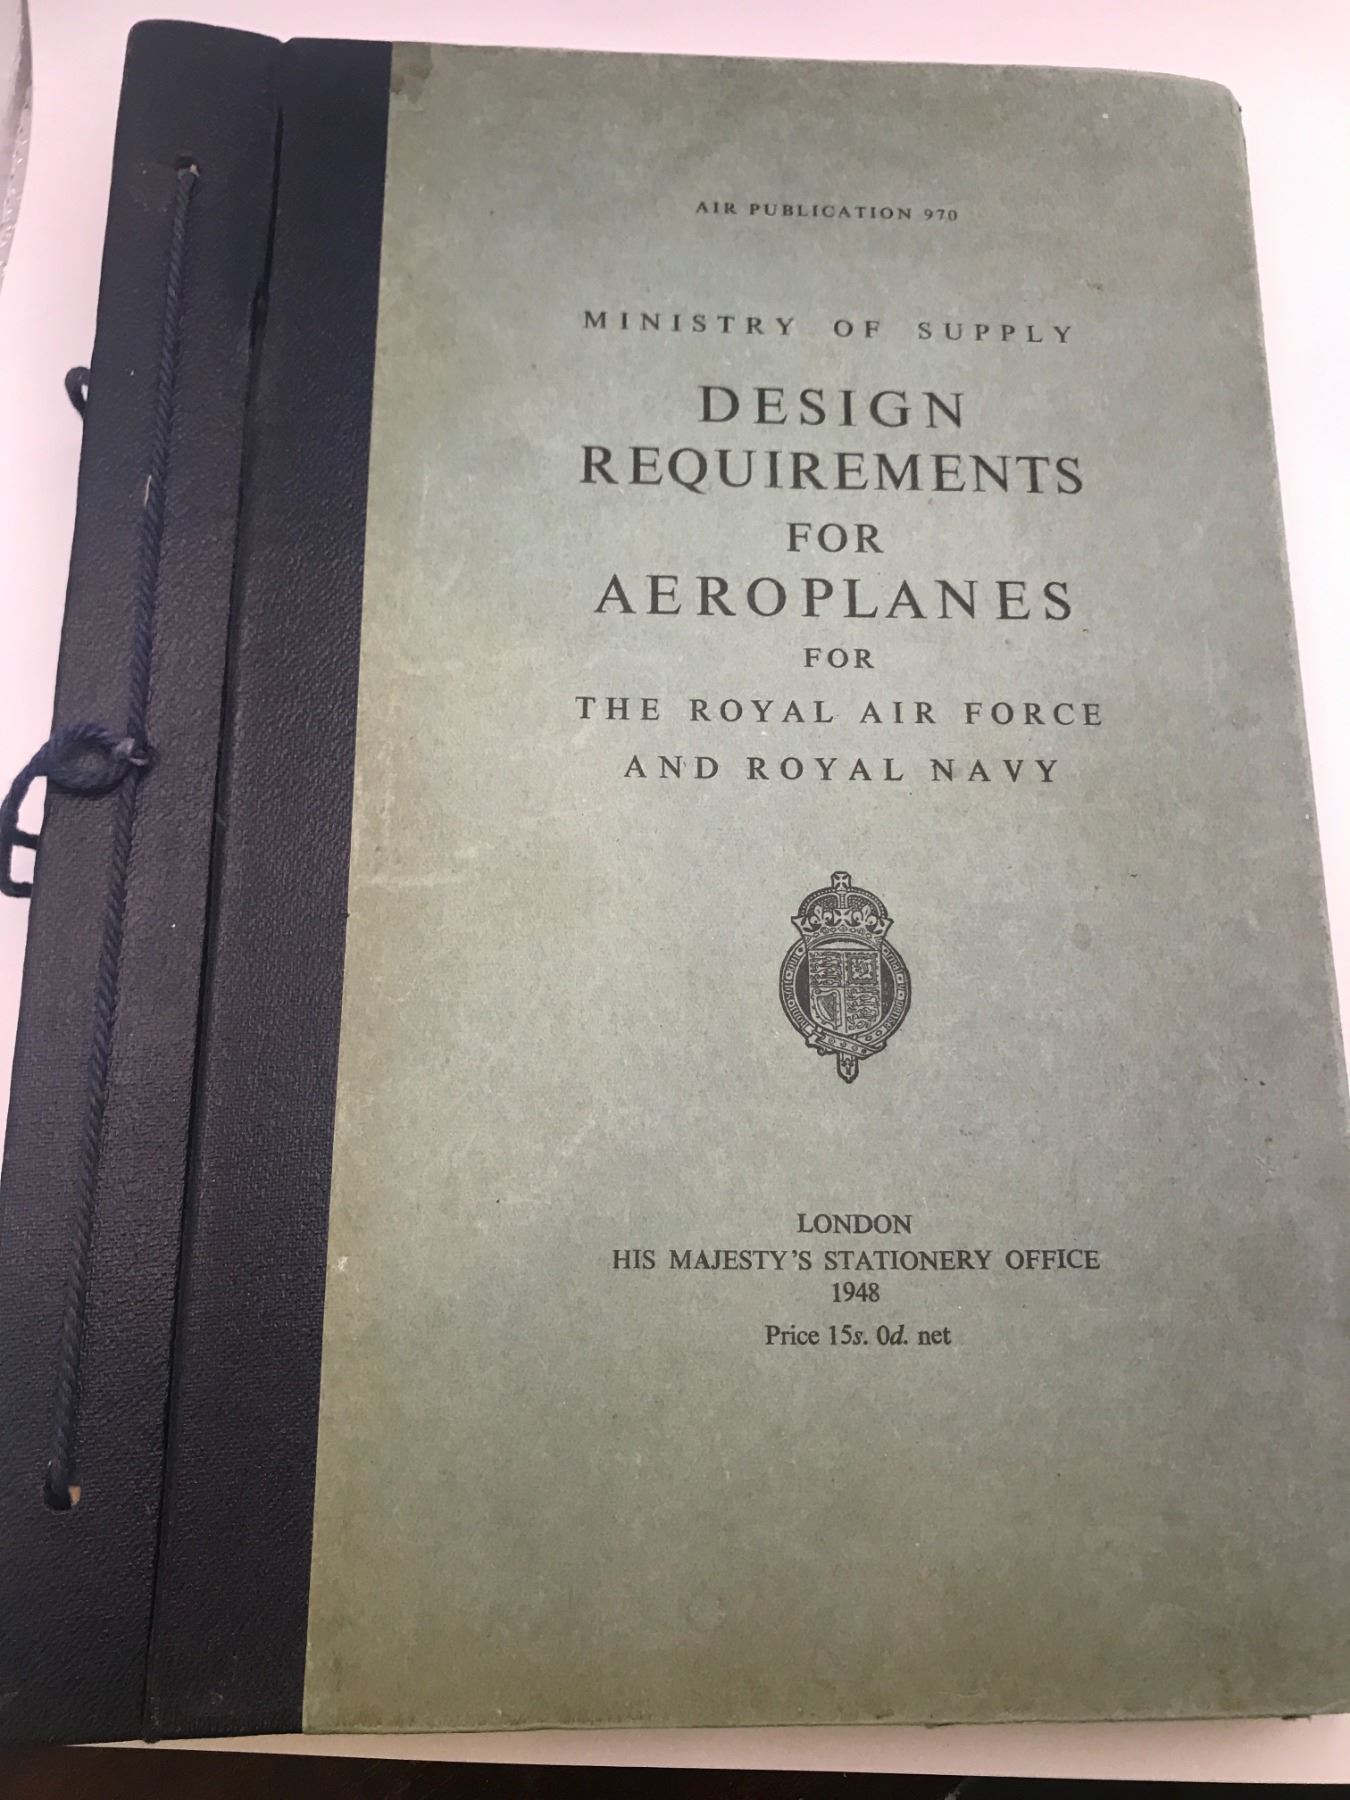 AIR PUBLICATION 970
MINISTRY OF SUPPLY
DESIGN
REQUIREMENTS
FOR
AEROPLANES
FOR
THE ROYAL AIR FORCE
AND ROYAL NAVY
LONDON
HIS MAJESTY'S STATIONERY OFFICE
1948
Price 15s. 0d. net